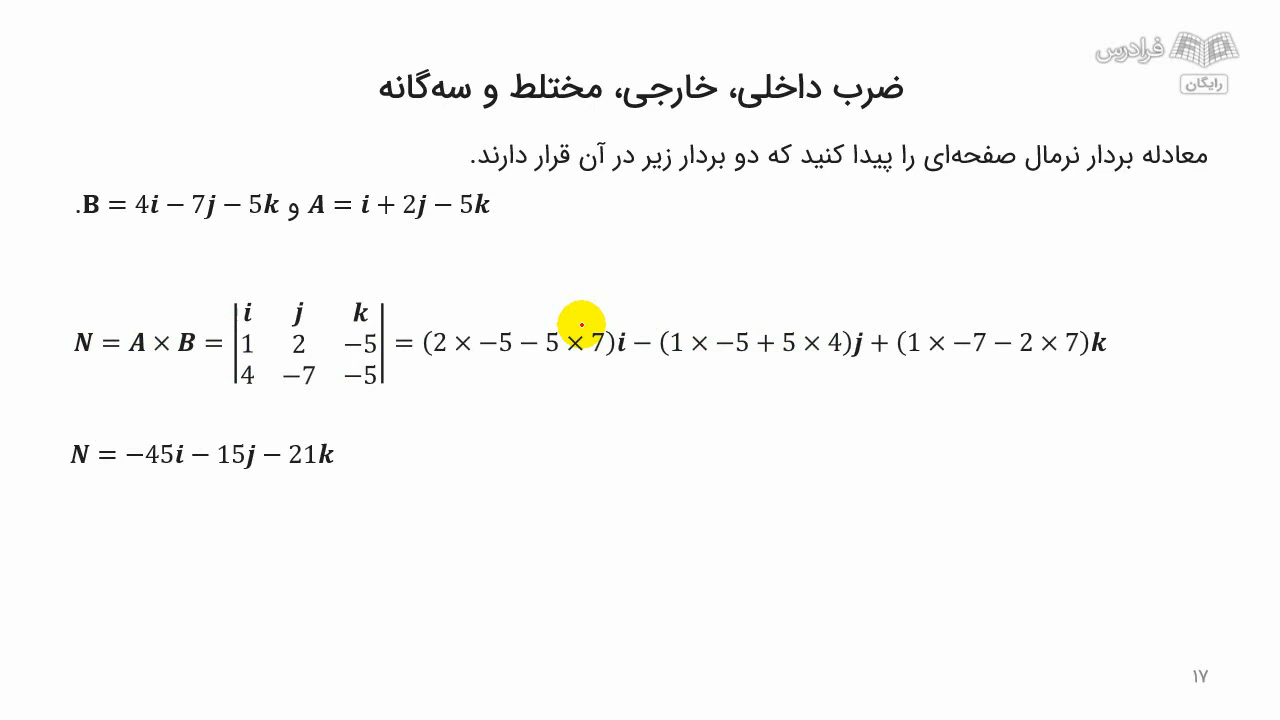 فرادرس
رایگان
ضرب داخلی، خارجی، مختلط و سه‌گانه
معادله بردار نرمال صفحه‌ای را پیدا کنید که دو بردار زیر در آن قرار دارند.
A = i + 2j − 5k و B = 4i − 7j − 5k.
N = A × B = |i j k; 1 2 −5; 4 −7 −5| = (2 × −5 − 5 × 7)i − (1 × −5 + 5 × 4)j + (1 × −7 − 2 × 7)k
N = −45i − 15j − 21k
۱۷